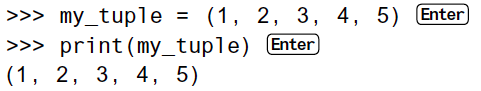 >>> my_tuple = (1, 2, 3, 4, 5) Enter
>>> print(my_tuple) Enter
(1, 2, 3, 4, 5)